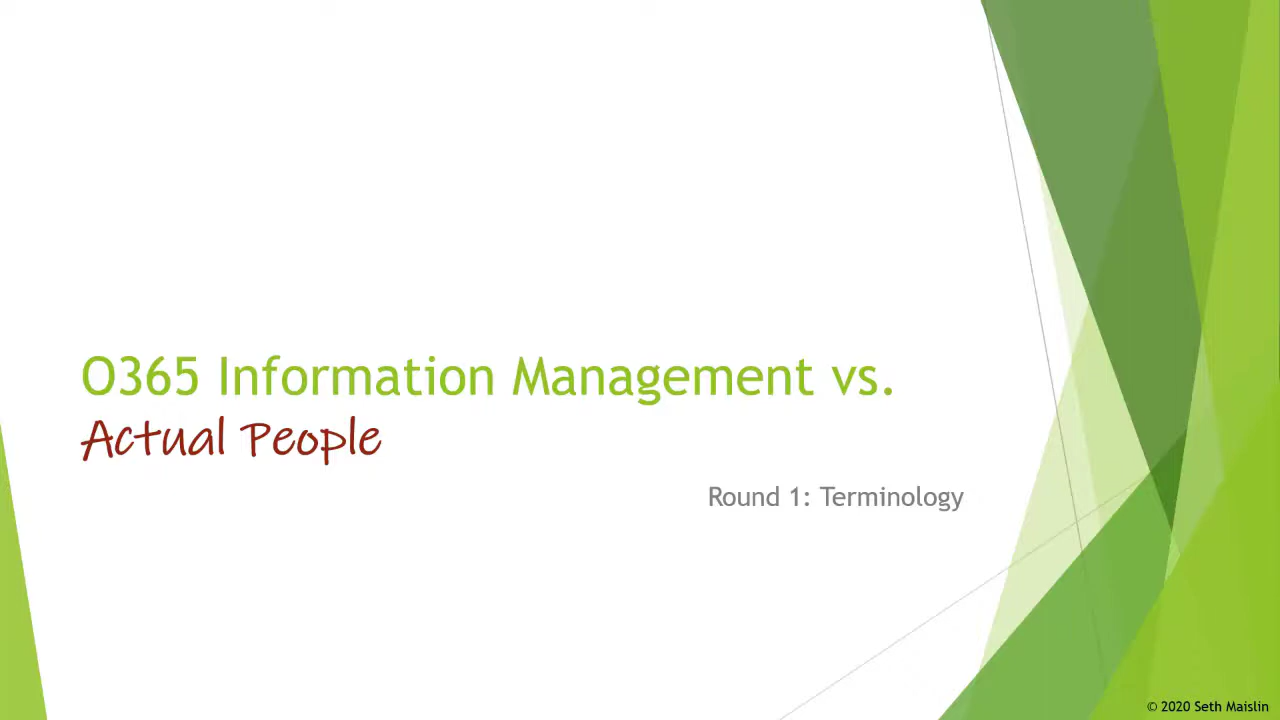 O365 Information Management vs.
Actual People
Round 1: Terminology
© 2020 Seth Maislin